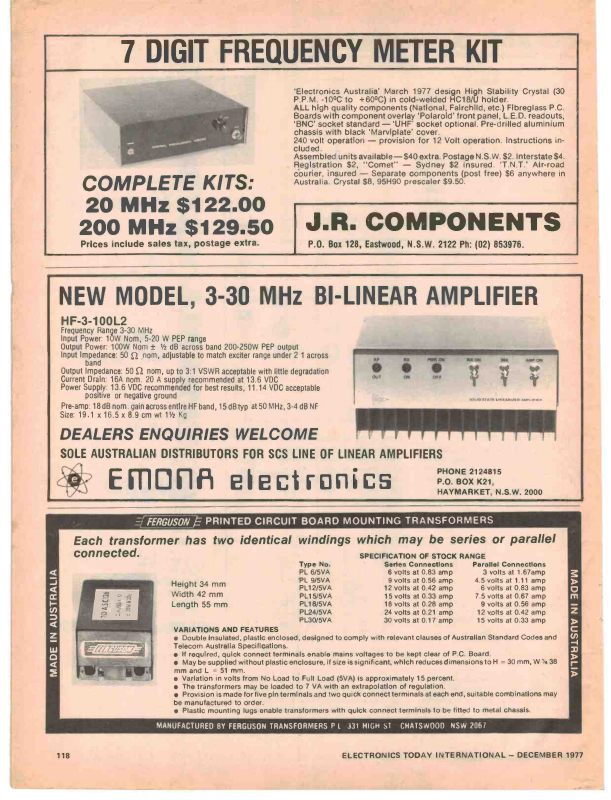 7 DIGIT FREQUENCY METER KIT
'Electronics Australia' March 1977 design High Stability Crystal (30
P.P.M. -10ºC to +60ºC) in cold-welded HC18/U holder.
ALL high quality components (National, Fairchild, etc.) Fibreglass P.C.
Boards with component overlay 'Polaroid' front panel, L.E.D. readouts,
'BNC' socket standard — 'UHF' socket optional. Pre-drilled aluminium
chassis with black 'Marviplate' cover.
240 volt operation — provision for 12 Volt operation. Instructions in-
cluded.
Assembled units available — $40 extra. Postage N.S.W. $2. Interstate $4.
Registration $2, "Comet" — Sydney $2 insured. 'T.N.T.' Air-road
courier, insured — Separate components (post free) $6 anywhere in
Australia. Crystal $8, 95H90 prescaler $9.50.
COMPLETE KITS:
20 MHz $122.00
200 MHz $129.50
Prices include sales tax, postage extra.
J.R. COMPONENTS
P.O. Box 128, Eastwood, N.S.W. 2122 Ph: (02) 853976.
NEW MODEL, 3-30 MHz BI-LINEAR AMPLIFIER
HF-3-100L2
Frequency Range 3-30 MHz
Input Power: 10W Nom, 5-20 W PEP range
Output Power: 100W Nom ± ½ dB across band 200-250W PEP output
Input Impedance: 50 Ω nom, adjustable to match exciter range under 2 1 across
band
Output Impedance: 50 Ω nom, up to 3:1 VSWR acceptable with little degradation
Current Drain: 16A nom. 20 A supply recommended at 13.6 VDC
Power Supply: 13.6 VDC recommended for best results, 11.14 VDC acceptable
positive or negative ground
Pre-amp: 18 dB nom. gain across entire HF band, 15 dB typ at 50 MHz, 3-4 dB NF
Size: 19.1 x 16.5 x 8.9 cm wt 1½ Kg
RF
OUT
ON
PWR ON
OFF
AMP ON
SOLID STATE LINEAR AMPLIFIER
DEALERS ENQUIRIES WELCOME
SOLE AUSTRALIAN DISTRIBUTORS FOR SCS LINE OF LINEAR AMPLIFIERS
EMONA electronics
PHONE 2124815
P.O. BOX K21,
HAYMARKET, N.S.W. 2000
FERGUSON PRINTED CIRCUIT BOARD MOUNTING TRANSFORMERS
Each transformer has two identical windings which may be series or parallel
connected.
SPECIFICATION OF STOCK RANGE
Type No. Series Connections Parallel Connections
PL 6/5VA 6 volts at 0.83 amp 3 volts at 1.67amp
PL 9/5VA 9 volts at 0.56 amp 4.5 volts at 1.11 amp
PL12/5VA 12 volts at 0.42 amp 6 volts at 0.83 amp
PL15/5VA 15 volts at 0.33 amp 7.5 volts at 0.67 amp
PL18/5VA 18 volts at 0.28 amp 9 volts at 0.56 amp
PL24/5VA 24 volts at 0.21 amp 12 volts at 0.42 amp
PL30/5VA 30 volts at 0.17 amp 15 volts at 0.33 amp
Height 34 mm
Width 42 mm
Length 55 mm
FERGUSON
MADE IN AUSTRALIA
MADE IN AUSTRALIA
VARIATIONS AND FEATURES
● Double Insulated, plastic enclosure, designed to comply with relevant clauses of Australian Standard Codes and
Telecom Australia Specifications.
● If required, quick connect terminals enable mains voltages to be kept clear of P.C. Board.
● May be supplied without plastic enclosure, if size is significant, which reduces dimensions to H = 30 mm, W 38
mm and L = 51 mm.
● Variation in volts from No Load to Full Load (5VA) is approximately 15 percent.
● The transformers may be loaded to 7 VA with an extrapolation of regulation.
● Provision is made for five pin terminals and two quick connect terminals at each end, suitable combinations may
be manufactured to order.
● Plastic mounting lugs enable transformers with quick connect terminals to be fitted to metal chassis.
MANUFACTURED BY FERGUSON TRANSFORMERS P L 331 HIGH ST CHATSWOOD NSW 2067
118
ELECTRONICS TODAY INTERNATIONAL — DECEMBER 1977